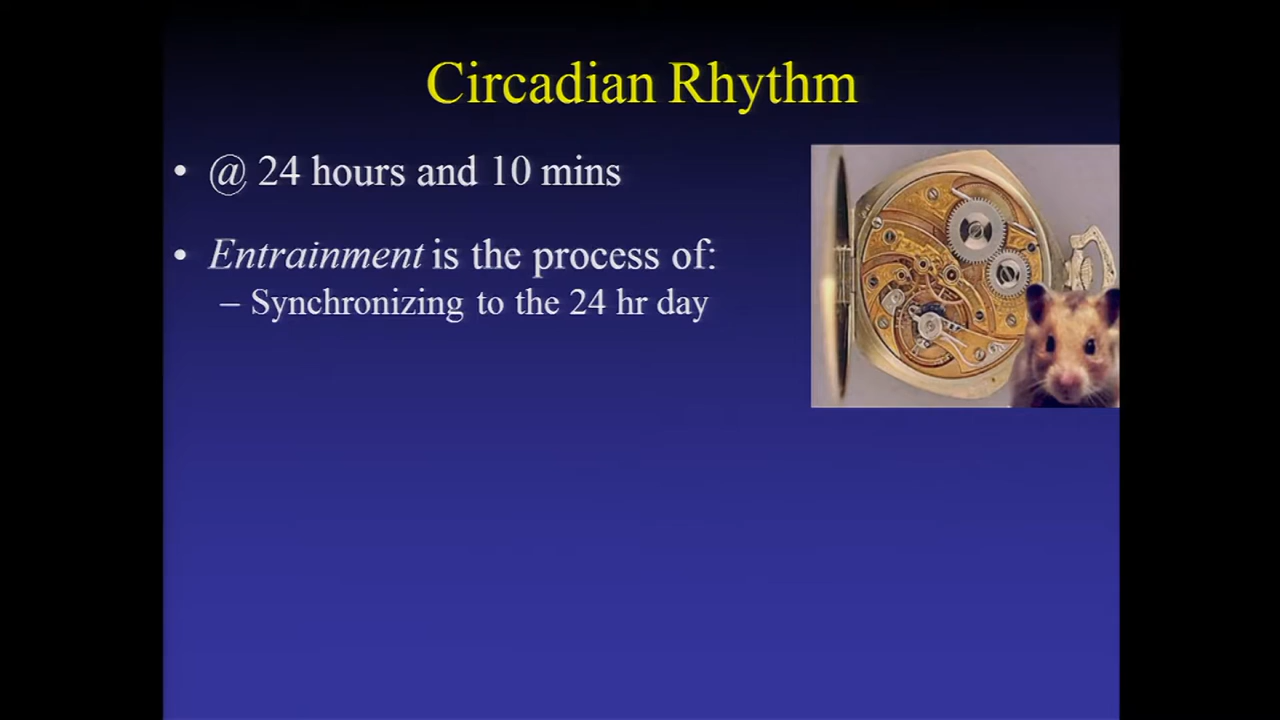 Circadian Rhythm
• @ 24 hours and 10 mins
• Entrainment is the process of:
– Synchronizing to the 24 hr day